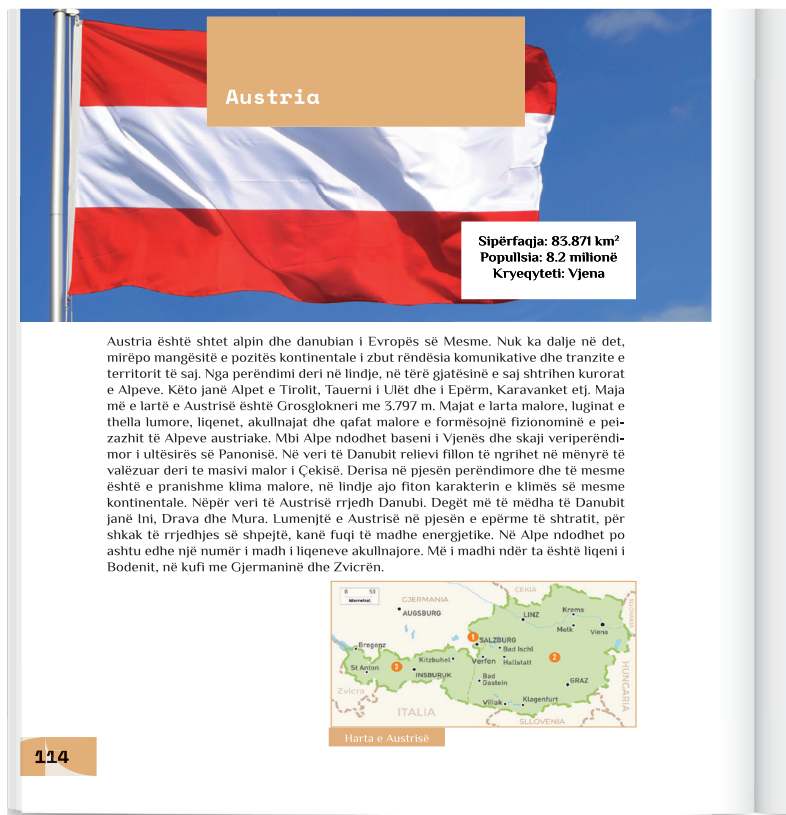 Austria
Sipërfaqja: 83.871 km²
Popullsia: 8.2 milionë
Kryeqyteti: Vjena
Austria është shtet alpin dhe danubian i Evropës së Mesme. Nuk ka dalje në det,
mirëpo mangësitë e pozitës kontinentale i zbut rëndësia komunikative dhe tranzite e
territorit të saj. Nga perëndimi deri në lindje, në tërë gjatësinë e saj shtrihen kurorat
e Alpeve. Këto janë Alpet e Tirolit, Tauerni i Ulët dhe i Epërm, Karavanket etj. Maja
më e lartë e Austrisë është Grosglokneri me 3.797 m. Majat e larta malore, luginat e
thella lumore, liqenet, akullnajat dhe qafat malore e formësojnë fizionominë e pei-
zazhit të Alpeve austriake. Mbi Alpe ndodhet baseni i Vjenës dhe skaji veriperëndi-
mor i ultësirës së Panonisë. Në veri të Danubit relievi fillon të ngrihet në mënyrë të
valëzuar deri te masivi malor i Çekisë. Derisa në pjesën perëndimore dhe të mesme
është e pranishme klima malore, në lindje ajo fiton karakterin e klimës së mesme
kontinentale. Nëpër veri të Austrisë rrjedh Danubi. Degët më të mëdha të Danubit
janë Ini, Drava dhe Mura. Lumenjtë e Austrisë në pjesën e epërme të shtratit, për
shkak të rrjedhjes së shpejtë, kanë fuqi të madhe energjetike. Në Alpe ndodhet po
ashtu edhe një numër i madh i liqeneve akullnajore. Më i madhi ndër ta është liqeni i
Bodenit, në kufi me Gjermaninë dhe Zvicrën.
0 50
GJERMANIA
ÇEKIA
AUGSBURG
LINZ
Krems
Melk
Viena
1
SALZBURG
Bregenz
Bad Ischl
Kitzbuhel
Verfen
Hallstatt
2
St Anton
3
INSBURUK
Bad
Gastein
GRAZ
HUNGARIA
Zvicra
Villak
Klagenfurt
ITALIA
SLLOVENIA
Harta e Austrisë
114